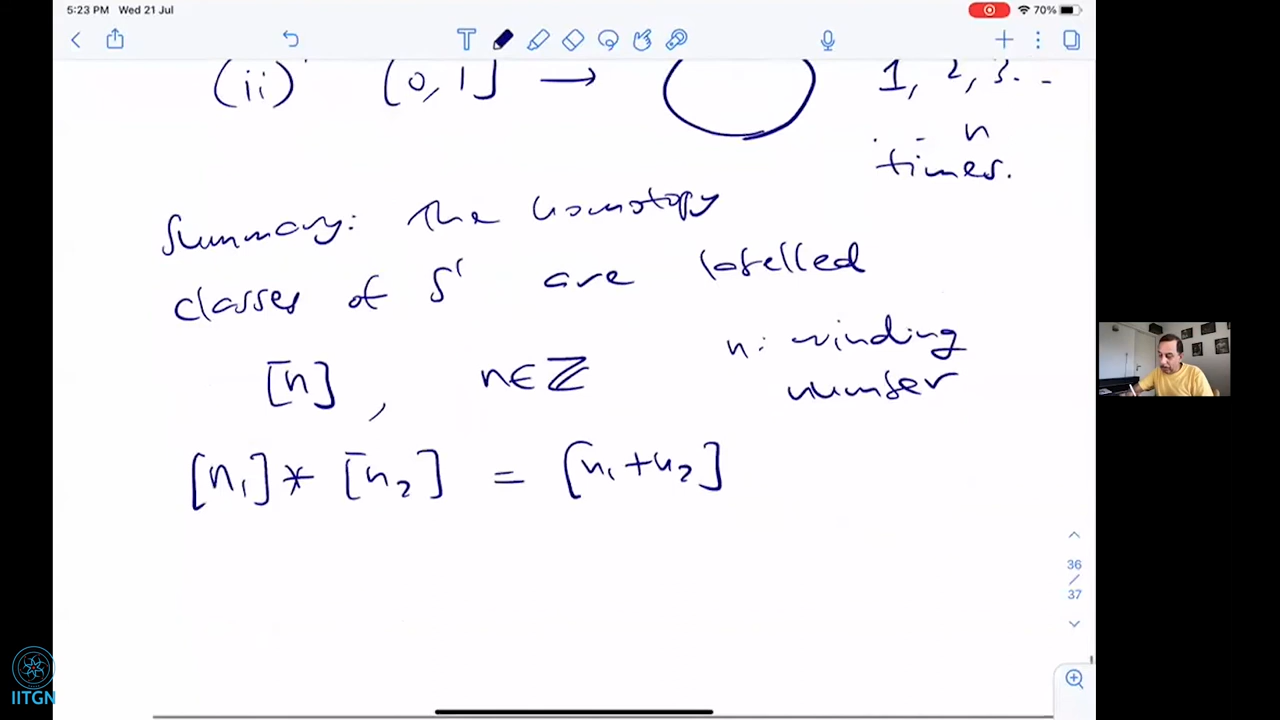 5:23 PM Wed 21 Jul
70%
(ii) [0, 1] → 1, 2, 3. . -
. - n
times.
Summary: The homotopy
classes of S¹ are labelled
[n], n∈ℤ n: winding
number
[n₁] * [n₂] = [n₁+n₂]
36
/
37
IITGN